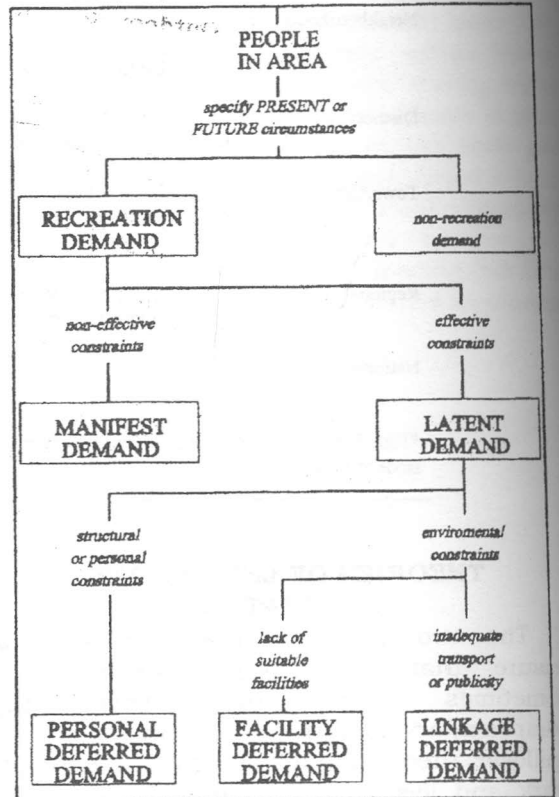 PEOPLE
IN AREA
specify PRESENT or
FUTURE circumstances
RECREATION
DEMAND
non-recreation
demand
non-effective
constraints
effective
constraints
MANIFEST
DEMAND
LATENT
DEMAND
structural
or personal
constraints
enviromental
constraints
lack of
suitable
facilities
inadequate
transport
or publicity
PERSONAL
DEFERRED
DEMAND
FACILITY
DEFERRED
DEMAND
LINKAGE
DEFERRED
DEMAND